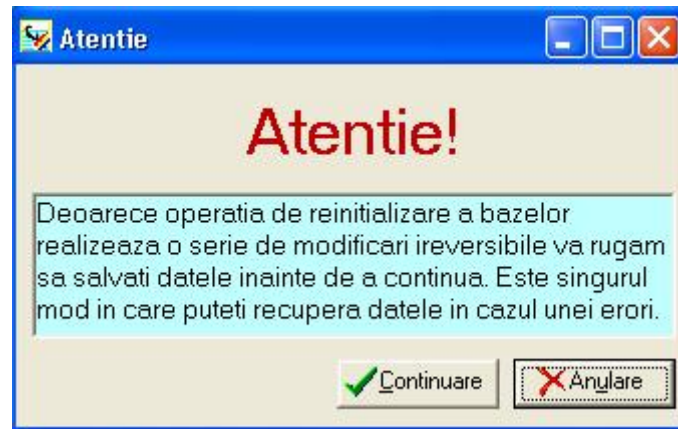 Atentie
Atentie!
Deoarece operatia de reinitializare a bazelor
realizeaza o serie de modificari ireversibile va rugam
sa salvati datele inainte de a continua. Este singurul
mod in care puteti recupera datele in cazul unei erori.
Continuare Anulare